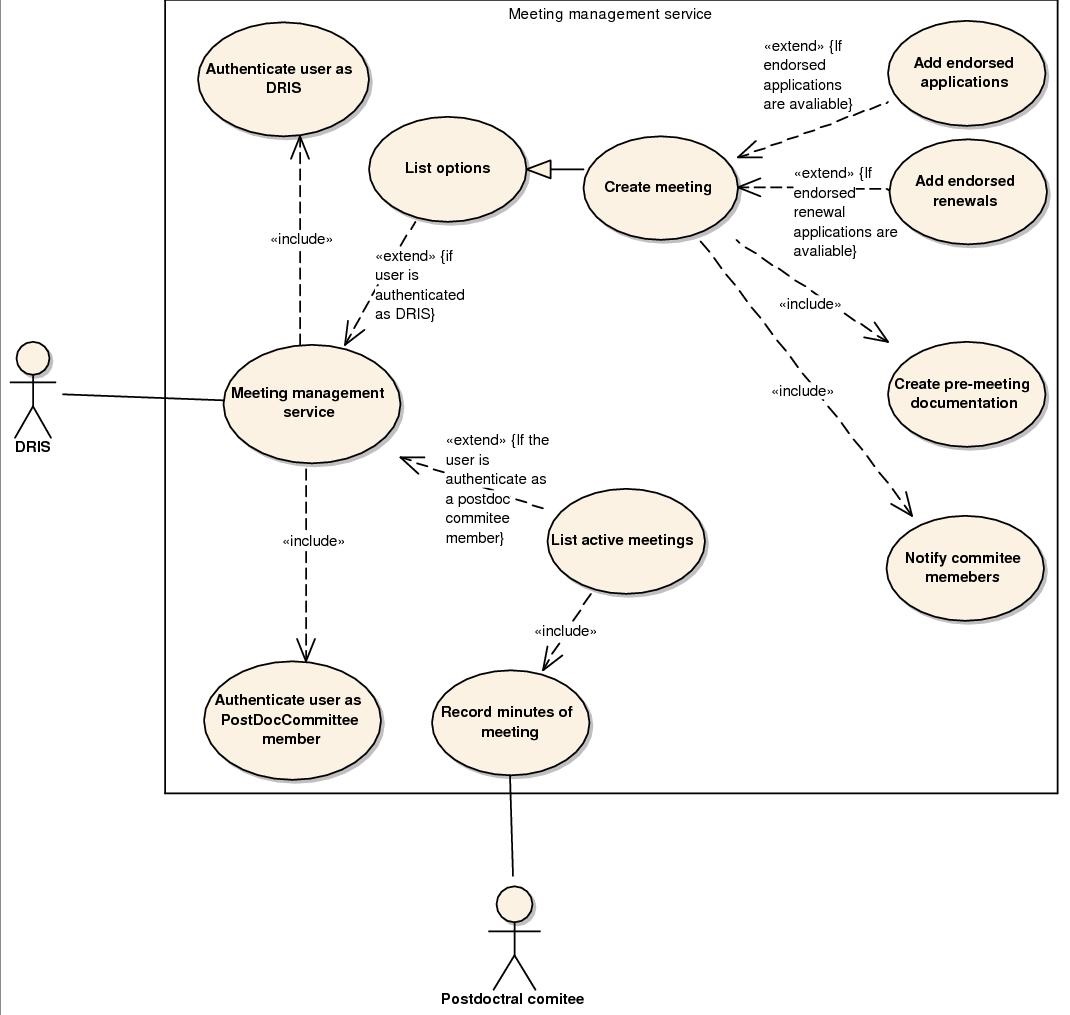 Meeting management service
Authenticate user as
DRIS
«extend» {If
endorsed
applications
are avaliable}
Add endorsed
applications
List options
Create meeting
«extend» {If
endorsed
renewal
applications are
avaliable}
Add endorsed
renewals
«include»
«extend» {if
user is
authenticated
as DRIS}
«include»
«include»
Meeting management
service
Create pre-meeting
documentation
DRIS
«extend» {If the
user is
authenticate as
a postdoc
commitee
member}
List active meetings
«include»
Notify commitee
memebers
«include»
Authenticate user as
PostDocCommittee
member
Record minutes of
meeting
Postdoctral comitee